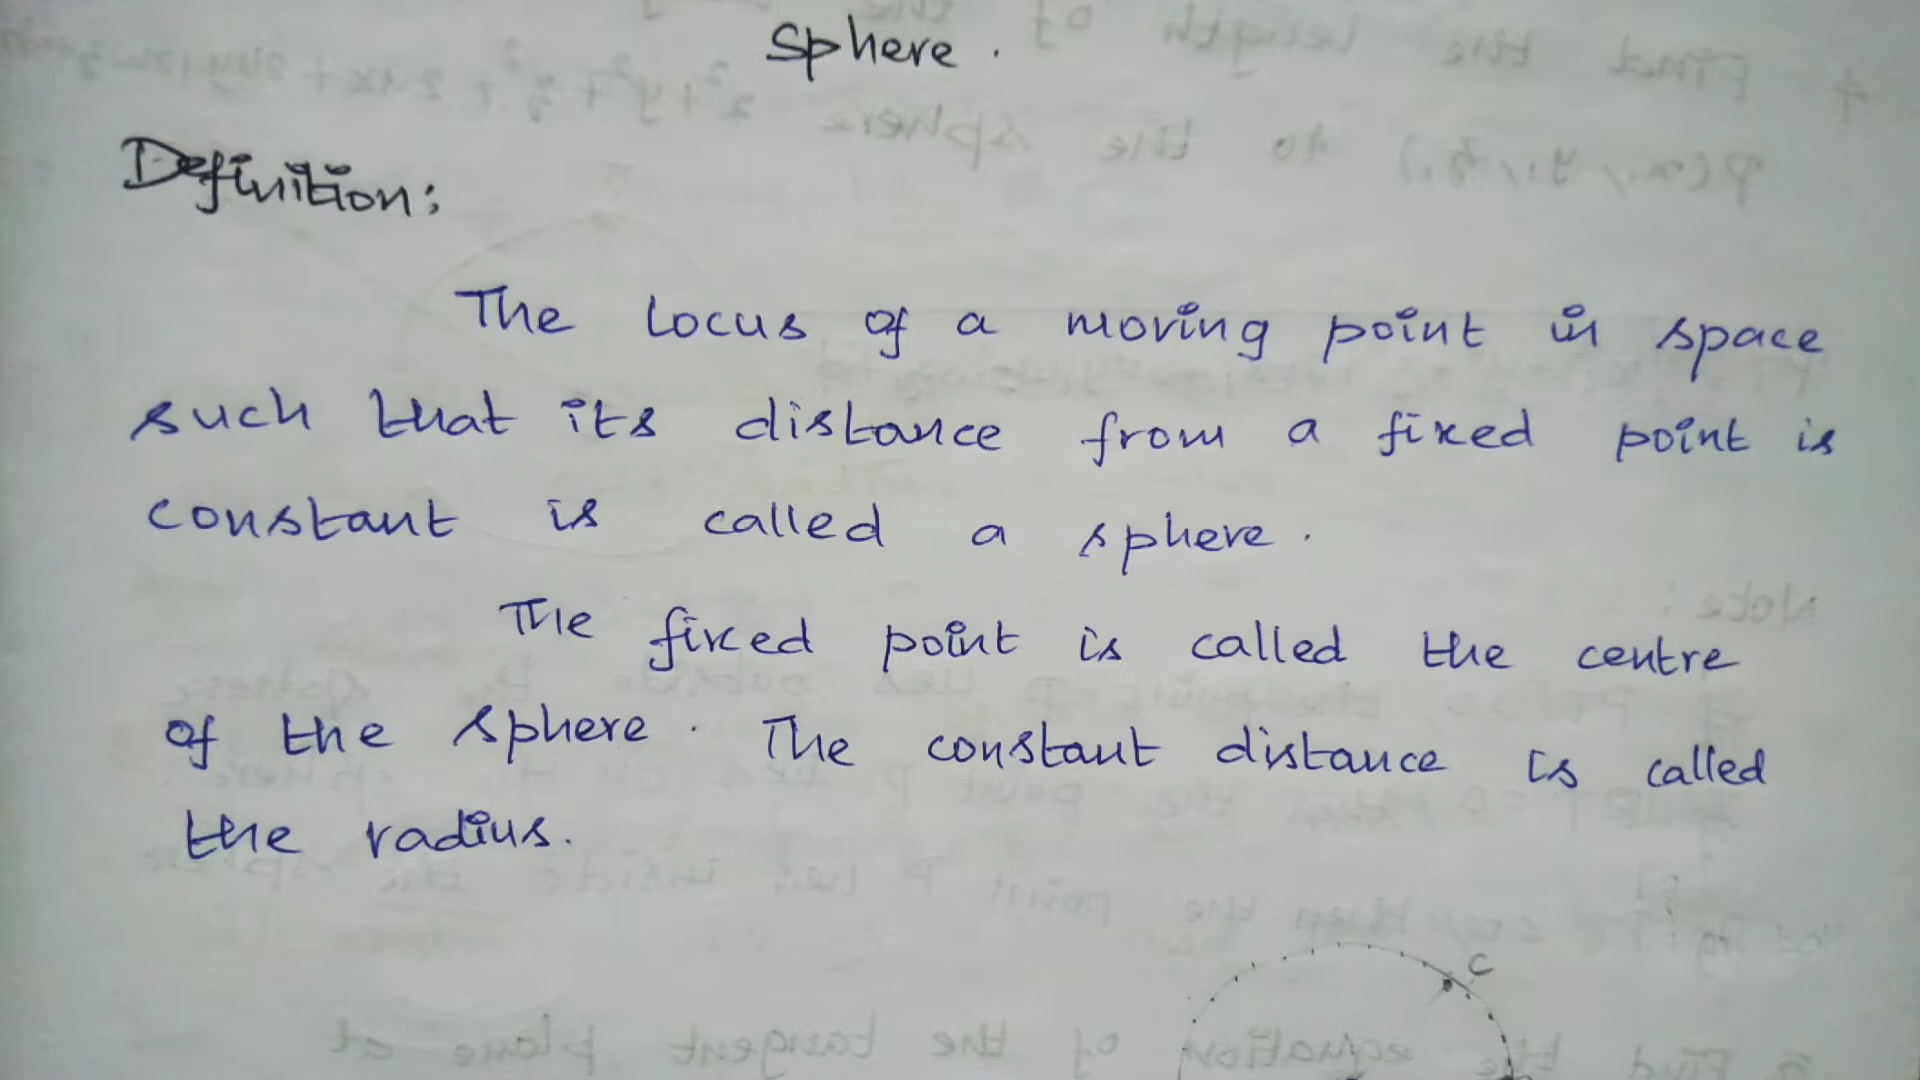 Sphere.
Definition:
The locus of a moving point in space
such that its distance from a fixed point is
constant is called a sphere.
The fixed point is called the centre
of the sphere. The constant distance is called
the radius.
C